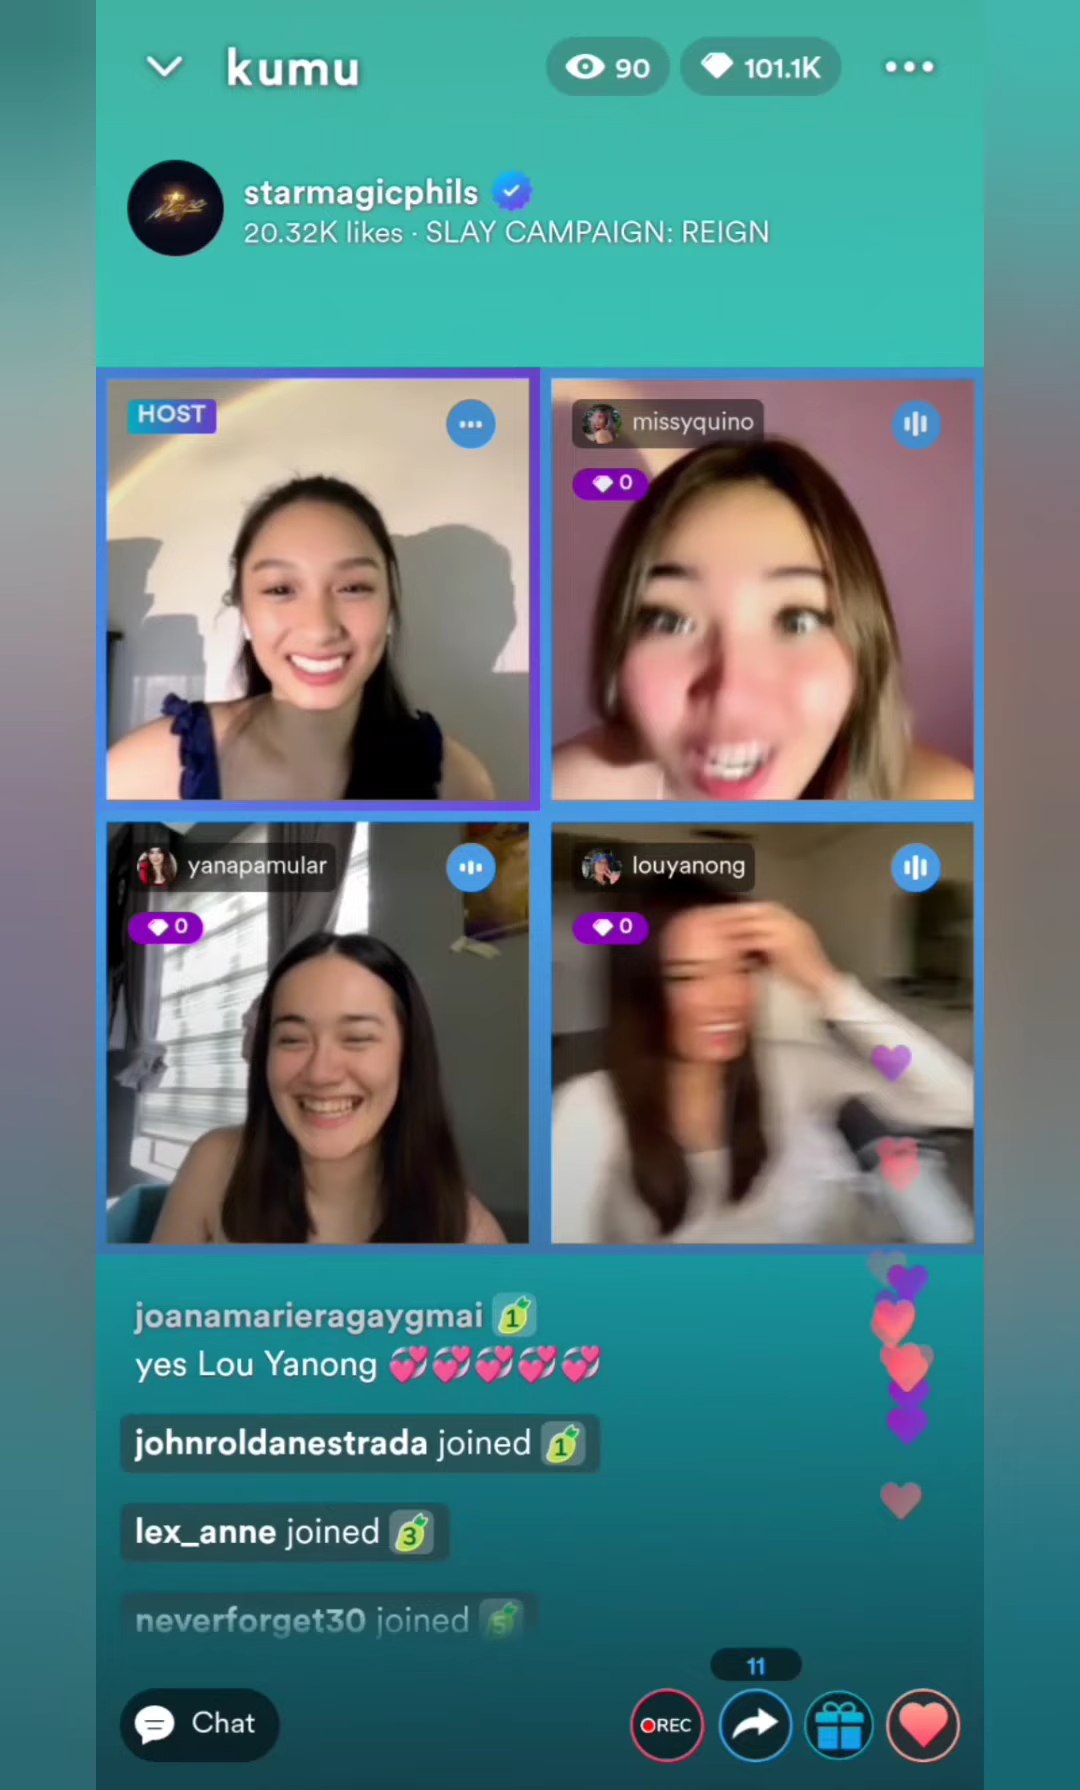 kumu
90
101.1K
starmagicphils
20.32K likes · SLAY CAMPAIGN: REIGN
HOST
missyquino
0
yanapamular
0
louyanong
0
joanamarieragaygmai 1
yes Lou Yanong 💞💞💞💞💞
johnroldanestrada joined 1
lex_anne joined 3
neverforget30 joined 5
11
Chat
REC